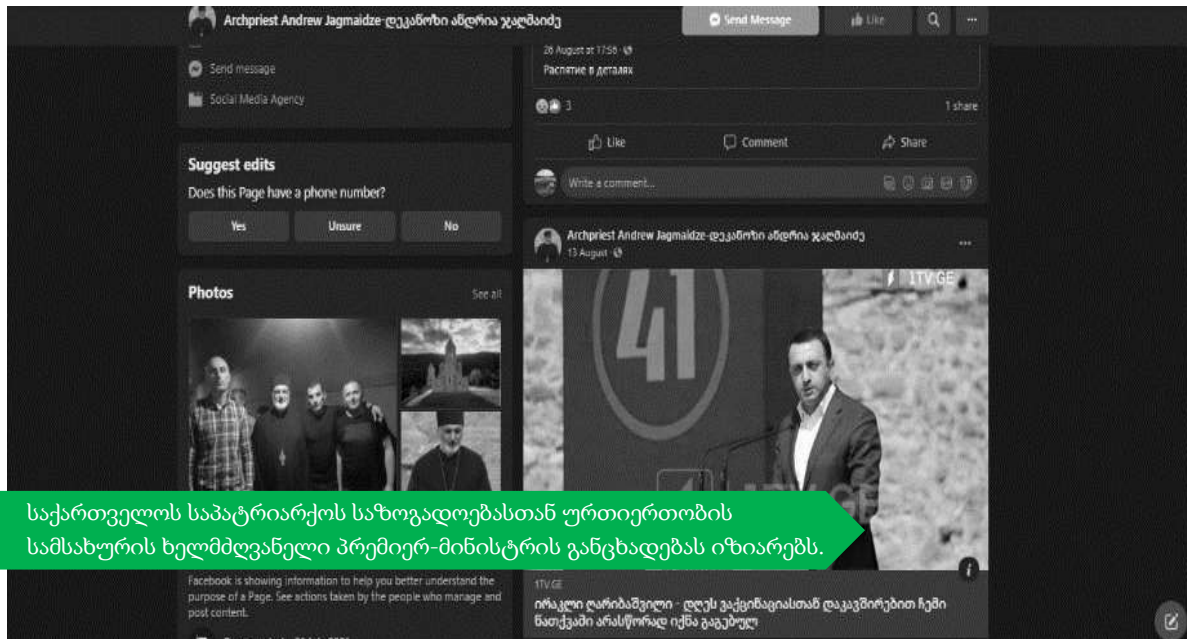 Archpriest Andrew Jagmaidze-დეკანოზი ანდრია ჯაღმაიძე
Send Message
Like
Send message
Social Media Agency
Suggest edits
Does this Page have a phone number?
Yes
Unsure
No
Photos
See all
26 August at 17:56
Распятие в деталях
3
1 share
Like
Comment
Share
Write a comment...
Archpriest Andrew Jagmaidze-დეკანოზი ანდრია ჯაღმაიძე
13 August
41
1TV.GE
საქართველოს საპატრიარქოს საზოგადოებასთან ურთიერთობის
სამსახურის ხელმძღვანელი პრემიერ-მინისტრის განცხადებას იზიარებს.
Facebook is showing information to help you better understand the
purpose of a Page. See actions taken by the people who manage and
post content.
1TV.GE
ირაკლი ღარიბაშვილი - დღეს ვაქცინაციასთან დაკავშირებით ჩემი
ნათქვამი არასწორად იქნა გაგებულ